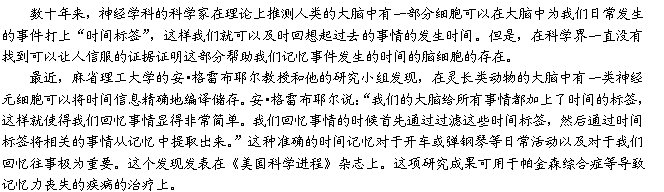 数十年来，神经学科的科学家在理论上推测人类的大脑中有一部分细胞可以在大脑中为我们日常发生
的事件打上“时间标签”，这样我们就可以及时回想起过去的事情的发生时间。但是，在科学界一直没有
找到可以让人信服的证据证明这部分帮助我们记忆事件发生的时间的脑细胞的存在。
最近，麻省理工大学的安·格雷布耶尔教授和他的研究小组发现，在灵长类动物的大脑中有一类神经
元细胞可以将时间信息精确地编译储存。安·格雷布耶尔说：“我们的大脑给所有事情都加上了时间的标签，
这样就使得我们回忆事情显得非常简单。我们回忆事情的时候首先通过过滤这些时间标签，然后通过时间
标签将相关的事情从记忆中提取出来。”这种准确的时间记忆对于开车或弹钢琴等日常活动以及对于我们
回忆往事极为重要。这个发现发表在《美国科学进程》杂志上。这项研究成果可用于帕金森综合症等导致
记忆力丧失的疾病的治疗上。